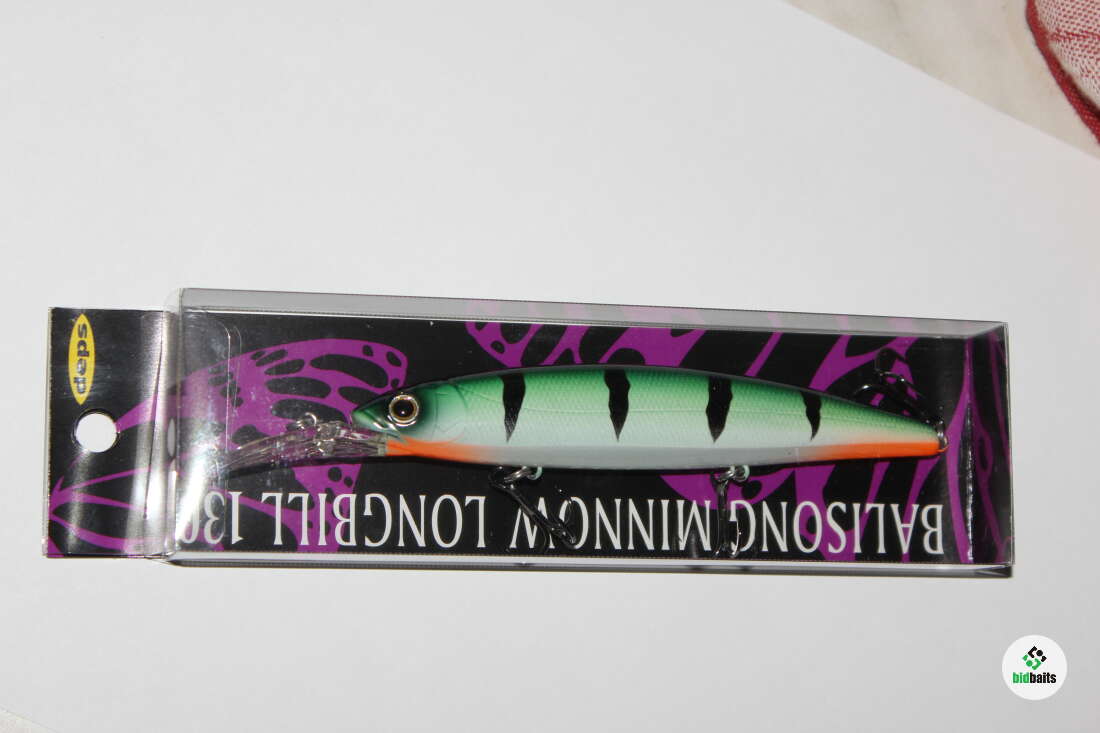 deps
BALISONG MINNOW LONGBILL 130
bidbaits